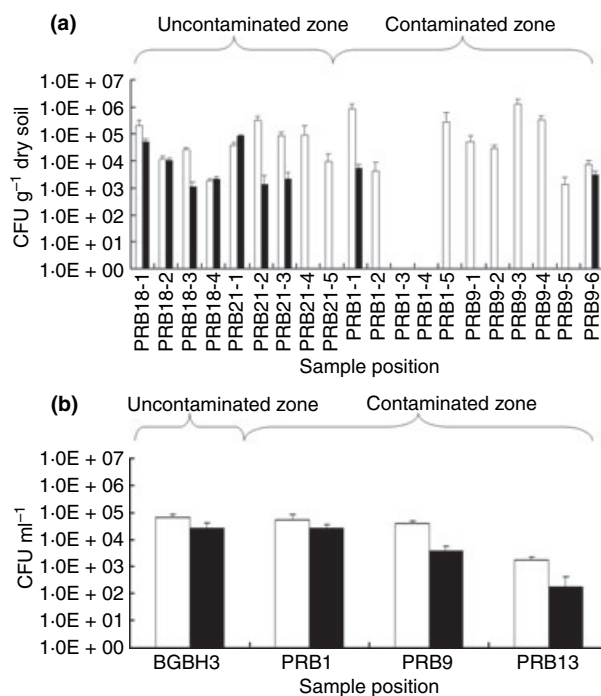 (a)
Uncontaminated zone Contaminated zone
1·0E + 07
1·0E + 06
1·0E + 05
1·0E + 04
1·0E + 03
1·0E + 02
1·0E + 01
1·0E + 00
CFU g⁻¹ dry soil
PRB18-1
PRB18-2
PRB18-3
PRB18-4
PRB21-1
PRB21-2
PRB21-3
PRB21-4
PRB21-5
PRB1-1
PRB1-2
PRB1-3
PRB1-4
PRB1-5
PRB9-1
PRB9-2
PRB9-3
PRB9-4
PRB9-5
PRB9-6
Sample position
(b)
Uncontaminated zone Contaminated zone
1·0E + 07
1·0E + 06
1·0E + 05
1·0E + 04
1·0E + 03
1·0E + 02
1·0E + 01
1·0E + 00
CFU ml⁻¹
BGBH3 PRB1 PRB9 PRB13
Sample position